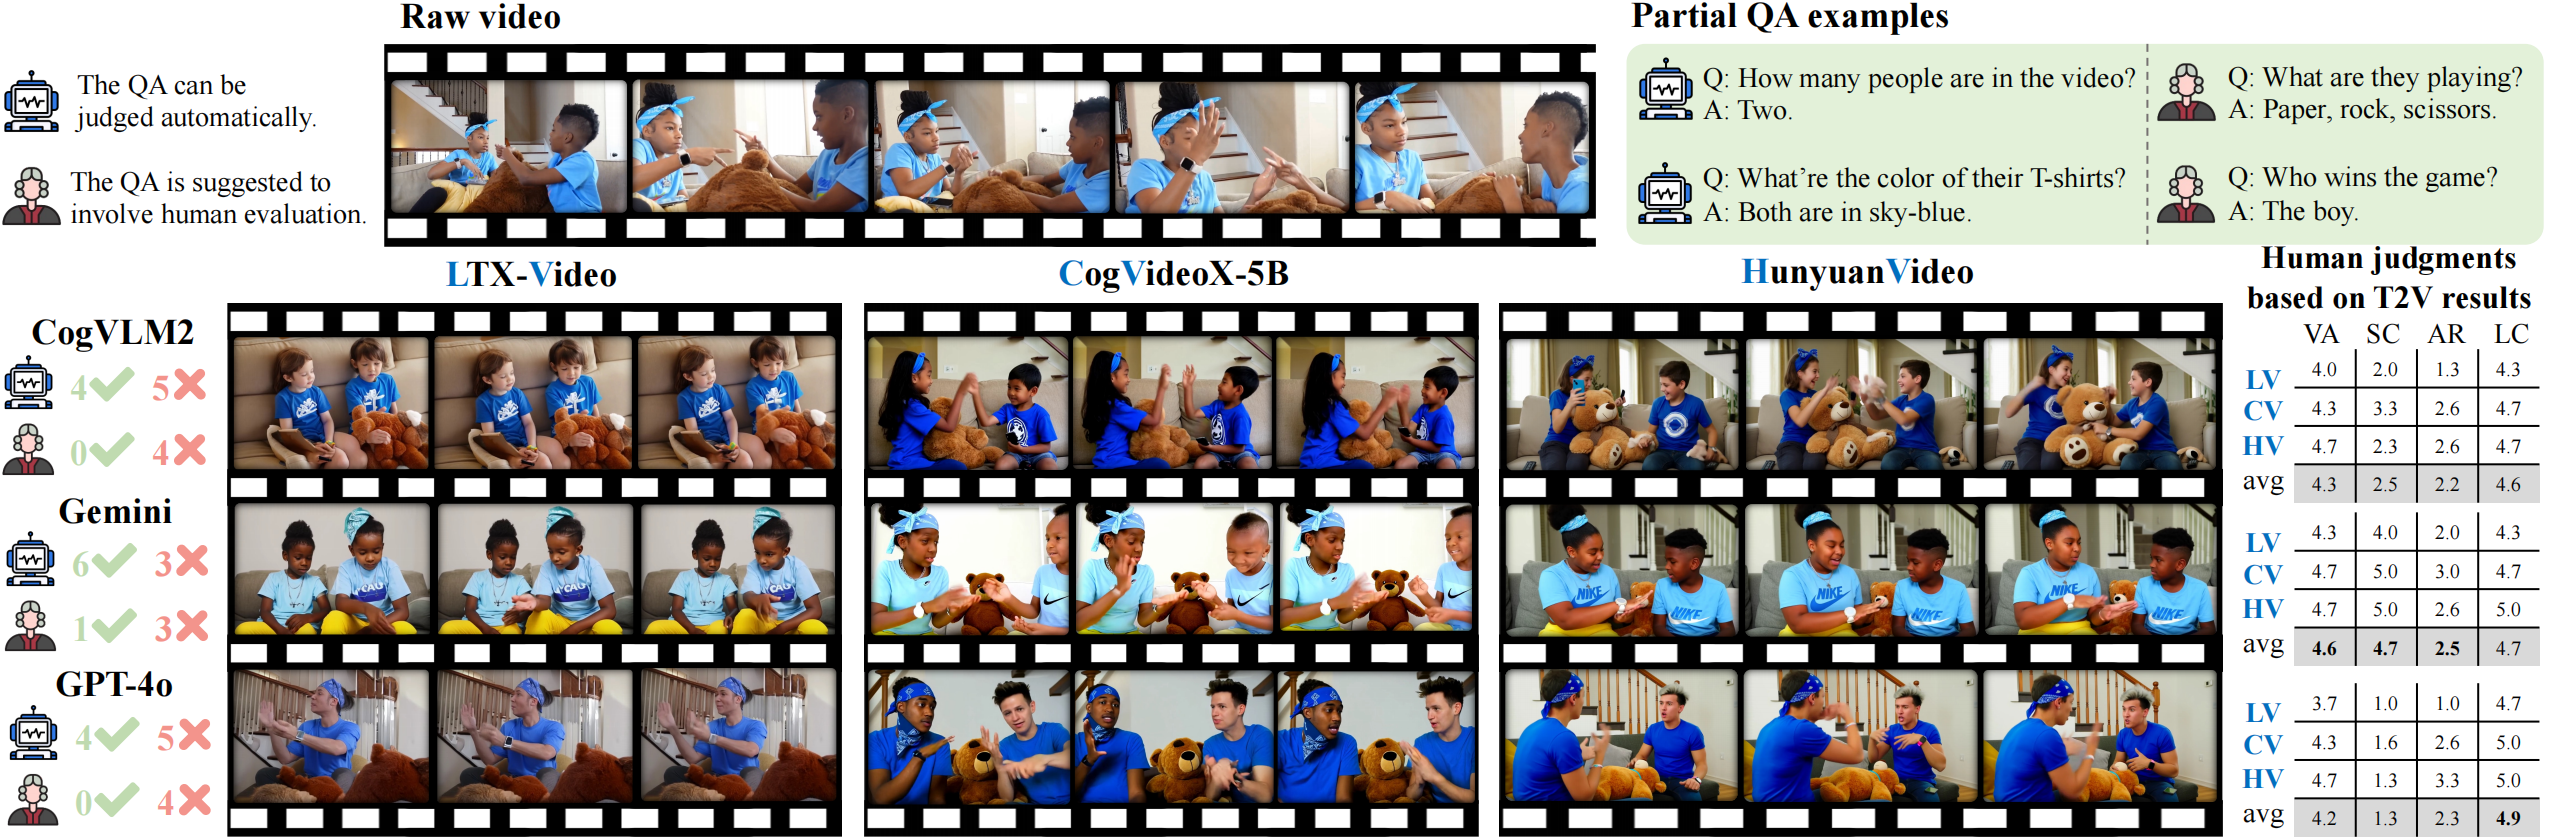 Raw video
Partial QA examples
The QA can be
judged automatically.
The QA is suggested to
involve human evaluation.
Q: How many people are in the video?
A: Two.
Q: What’re the color of their T-shirts?
A: Both are in sky-blue.
Q: What are they playing?
A: Paper, rock, scissors.
Q: Who wins the game?
A: The boy.
LTX-Video
CogVideoX-5B
HunyuanVideo
Human judgments
based on T2V results
VA SC AR LC
CogVLM2
4 5
0 4
LV 4.0 2.0 1.3 4.3
CV 4.3 3.3 2.6 4.7
HV 4.7 2.3 2.6 4.7
avg 4.3 2.5 2.2 4.6
Gemini
6 3
1 3
NIKE
NIKE
LV 4.3 4.0 2.0 4.3
CV 4.7 5.0 3.0 4.7
HV 4.7 5.0 2.6 5.0
avg 4.6 4.7 2.5 4.7
GPT-4o
4 5
0 4
LV 3.7 1.0 1.0 4.7
CV 4.3 1.6 2.6 5.0
HV 4.7 1.3 3.3 5.0
avg 4.2 1.3 2.3 4.9